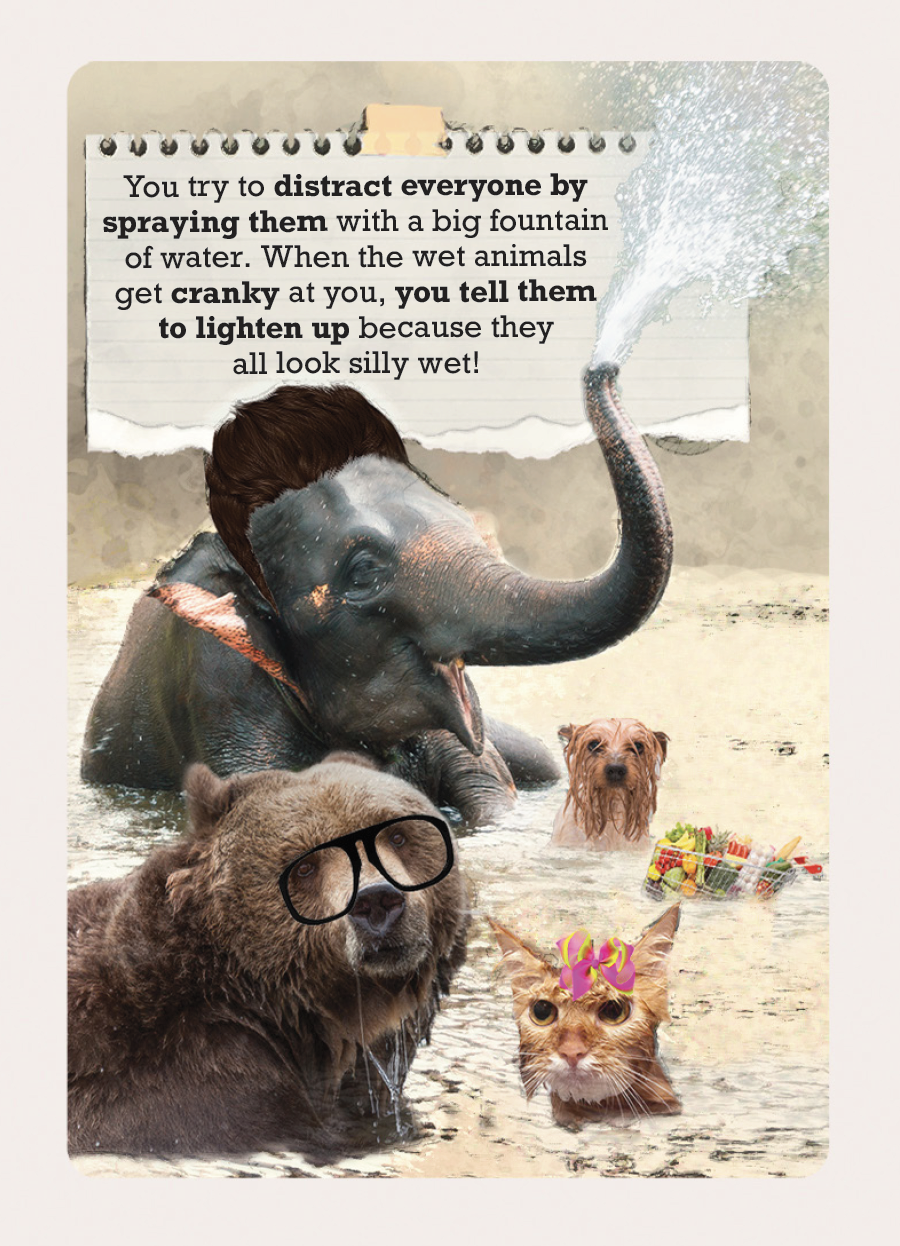 You try to distract everyone by
spraying them with a big fountain
of water. When the wet animals
get cranky at you, you tell them
to lighten up because they
all look silly wet!